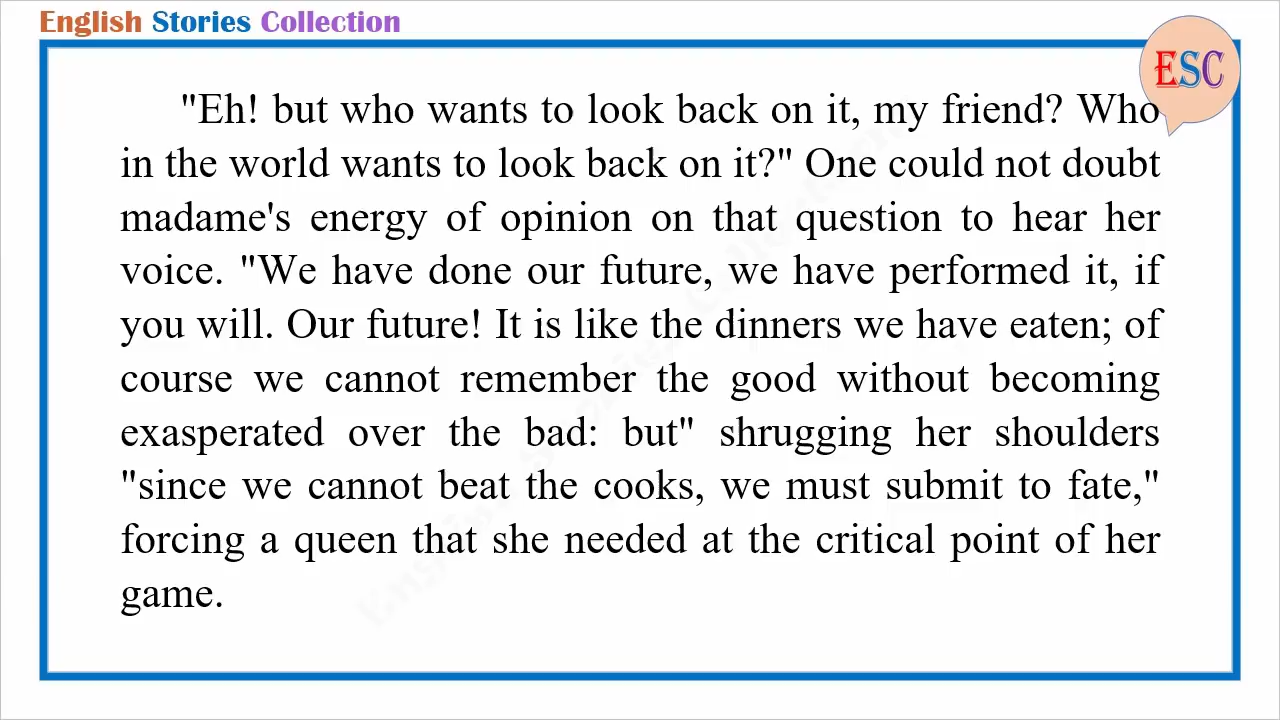 English Stories Collection
ESC
"Eh! but who wants to look back on it, my friend? Who
in the world wants to look back on it?" One could not doubt
madame's energy of opinion on that question to hear her
voice. "We have done our future, we have performed it, if
you will. Our future! It is like the dinners we have eaten; of
course we cannot remember the good without becoming
exasperated over the bad: but" shrugging her shoulders
"since we cannot beat the cooks, we must submit to fate,"
forcing a queen that she needed at the critical point of her
game.